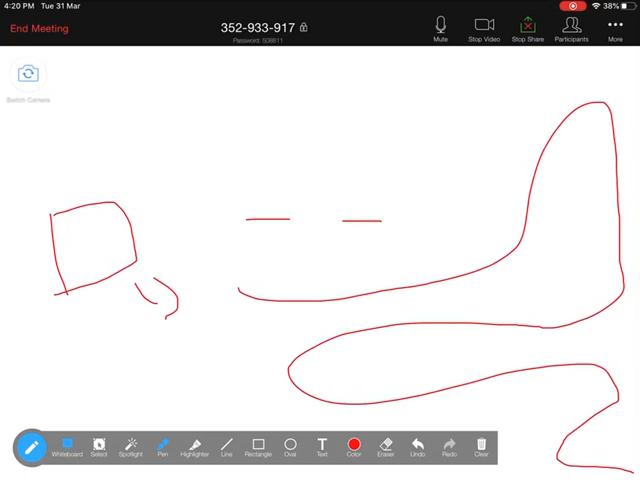 4:20 PM Tue 31 Mar 38%
End Meeting 352-933-917
Password: 508811
Mute Stop Video Stop Share Participants More
Switch Camera
Whiteboard Select Spotlight Pen Highlighter Line Rectangle Oval Text Color Eraser Undo Redo Clear